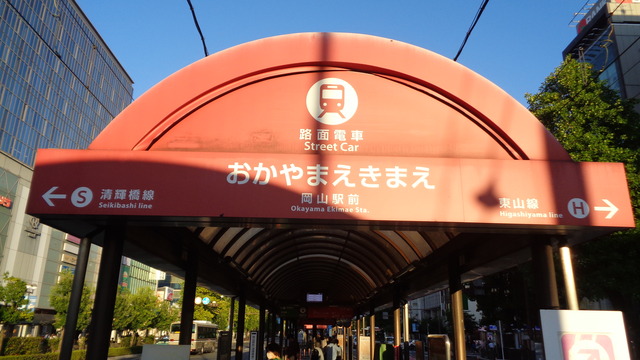 路面電車
Street Car
おかやまえきまえ
岡山駅前
Okayama Ekimae Sta.
← S 清輝橋線
Seikibashi line
東山線 H →
Higashiyama line